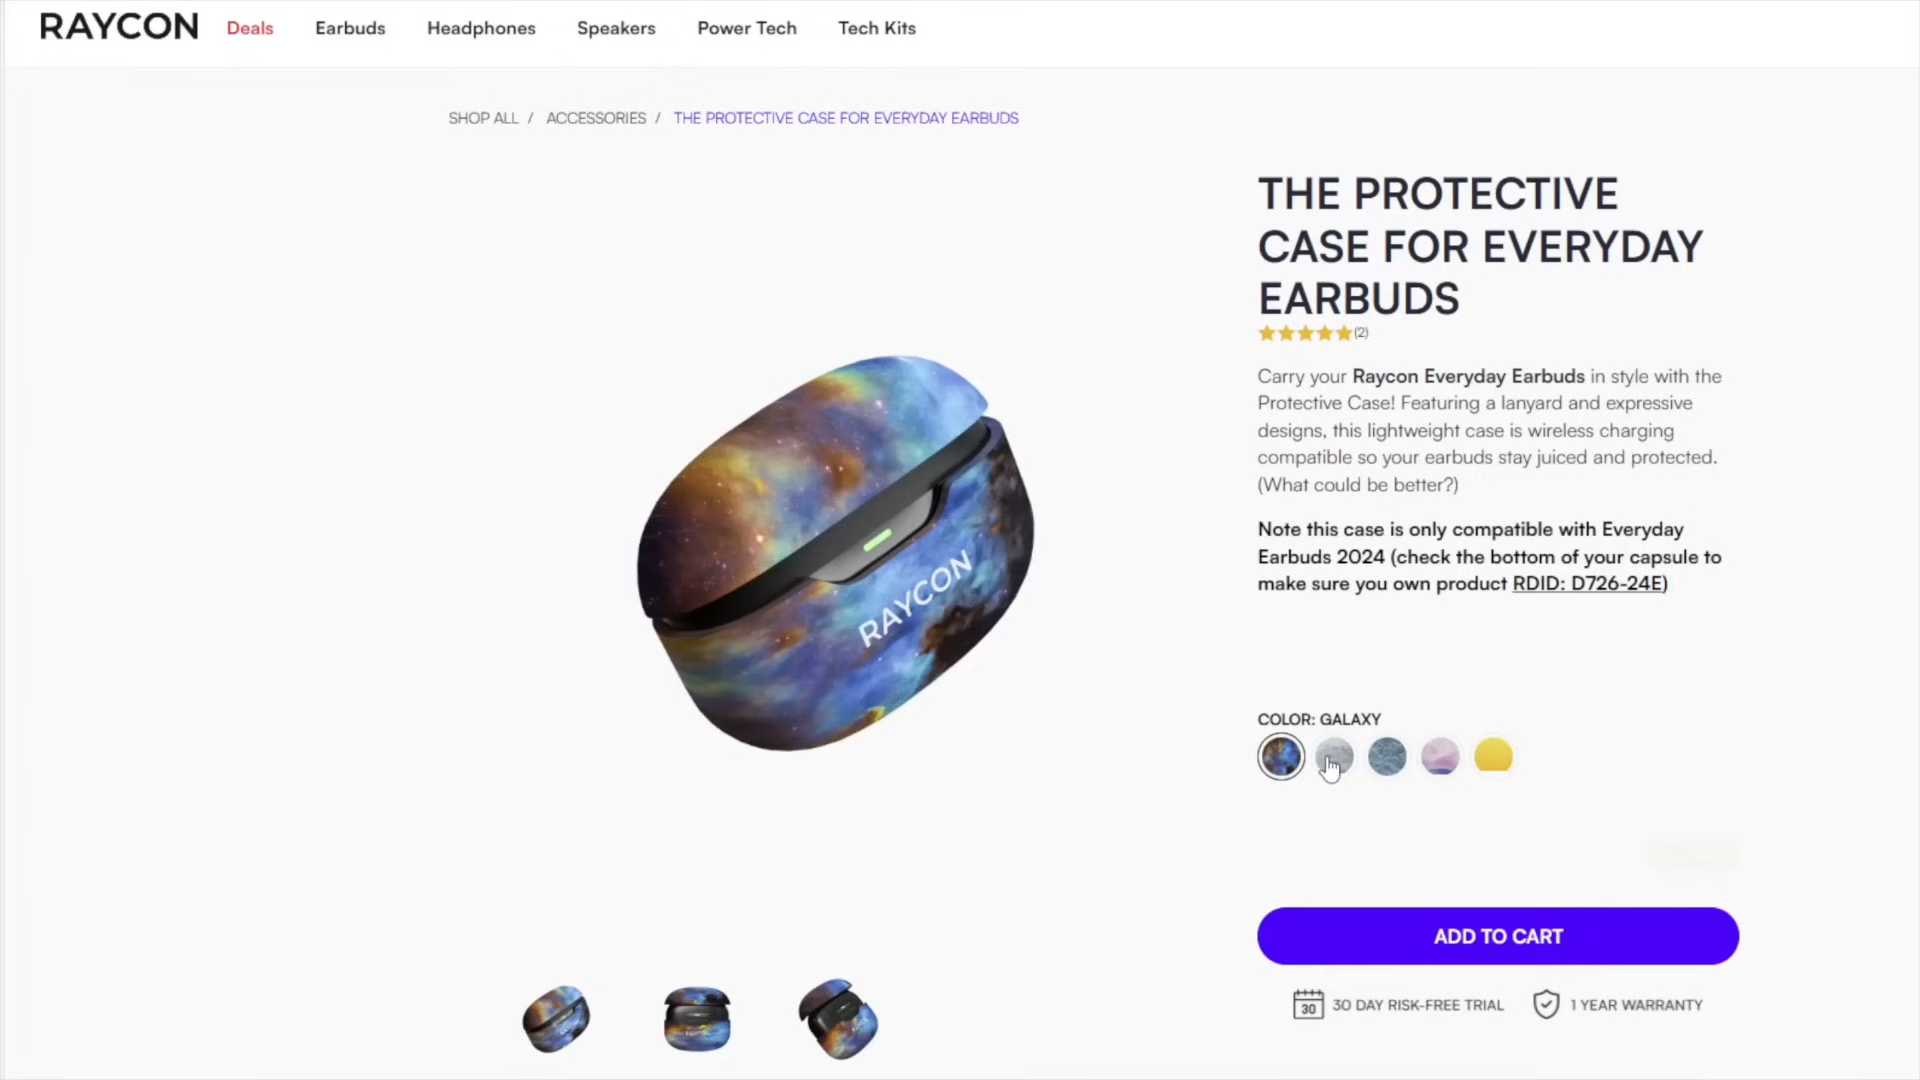 RAYCON
Deals
Earbuds
Headphones
Speakers
Power Tech
Tech Kits
SHOP ALL / ACCESSORIES / THE PROTECTIVE CASE FOR EVERYDAY EARBUDS
THE PROTECTIVE
CASE FOR EVERYDAY
EARBUDS
(2)
Carry your Raycon Everyday Earbuds in style with the
Protective Case! Featuring a lanyard and expressive
designs, this lightweight case is wireless charging
compatible so your earbuds stay juiced and protected.
(What could be better?)
Note this case is only compatible with Everyday
Earbuds 2024 (check the bottom of your capsule to
make sure you own product RDID: D726-24E)
RAYCON
COLOR: GALAXY
ADD TO CART
30
30 DAY RISK-FREE TRIAL
1 YEAR WARRANTY